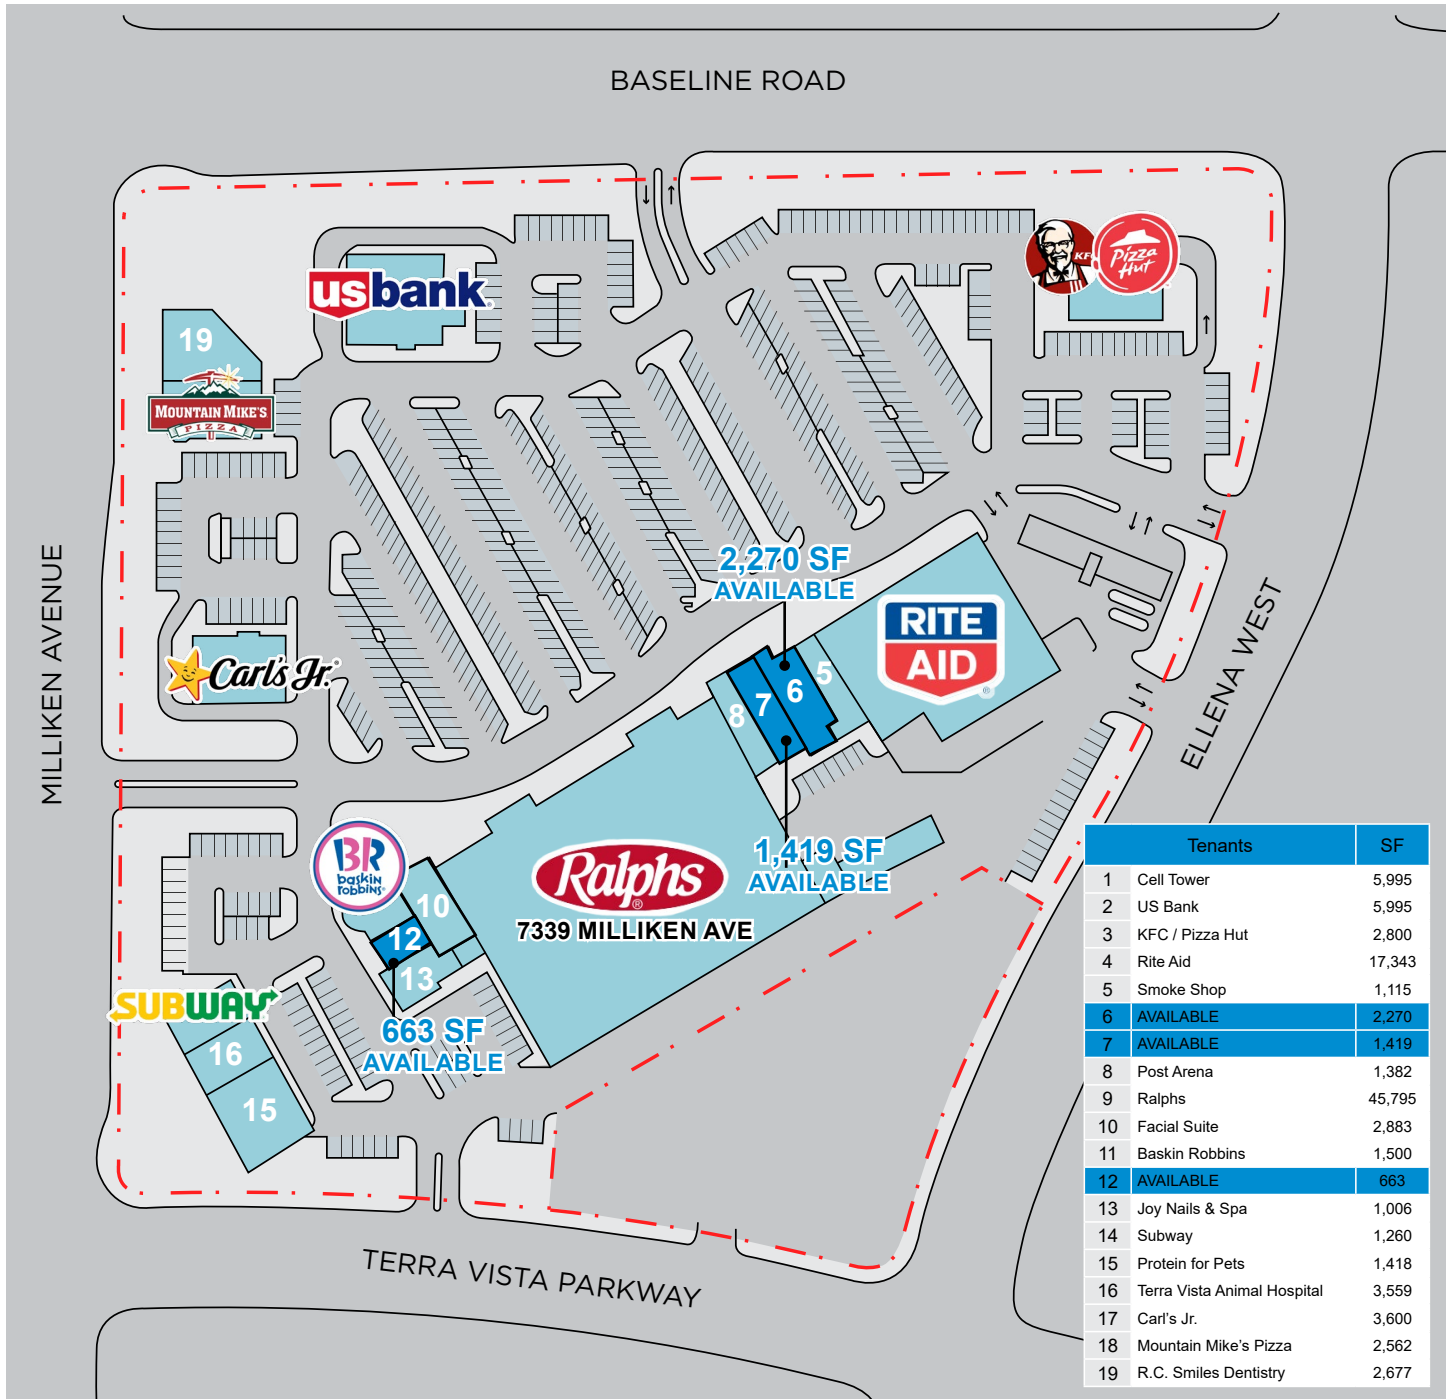 BASELINE ROAD
KFC
Pizza
Hut
usbank
19
MOUNTAIN MIKE'S
PIZZA
MILLIKEN AVENUE
2,270 SF
AVAILABLE
RITE
AID
ELLENA WEST
Carl's Jr.
5
6
7
8
1,419 SF
AVAILABLE
BR
baskin
robbins
Ralphs
7339 MILLIKEN AVE
10
12
13
SUBWAY
663 SF
AVAILABLE
16
15
TERRA VISTA PARKWAY
Tenants SF
1 Cell Tower 5,995
2 US Bank 5,995
3 KFC / Pizza Hut 2,800
4 Rite Aid 17,343
5 Smoke Shop 1,115
6 AVAILABLE 2,270
7 AVAILABLE 1,419
8 Post Arena 1,382
9 Ralphs 45,795
10 Facial Suite 2,883
11 Baskin Robbins 1,500
12 AVAILABLE 663
13 Joy Nails & Spa 1,006
14 Subway 1,260
15 Protein for Pets 1,418
16 Terra Vista Animal Hospital 3,559
17 Carl's Jr. 3,600
18 Mountain Mike's Pizza 2,562
19 R.C. Smiles Dentistry 2,677